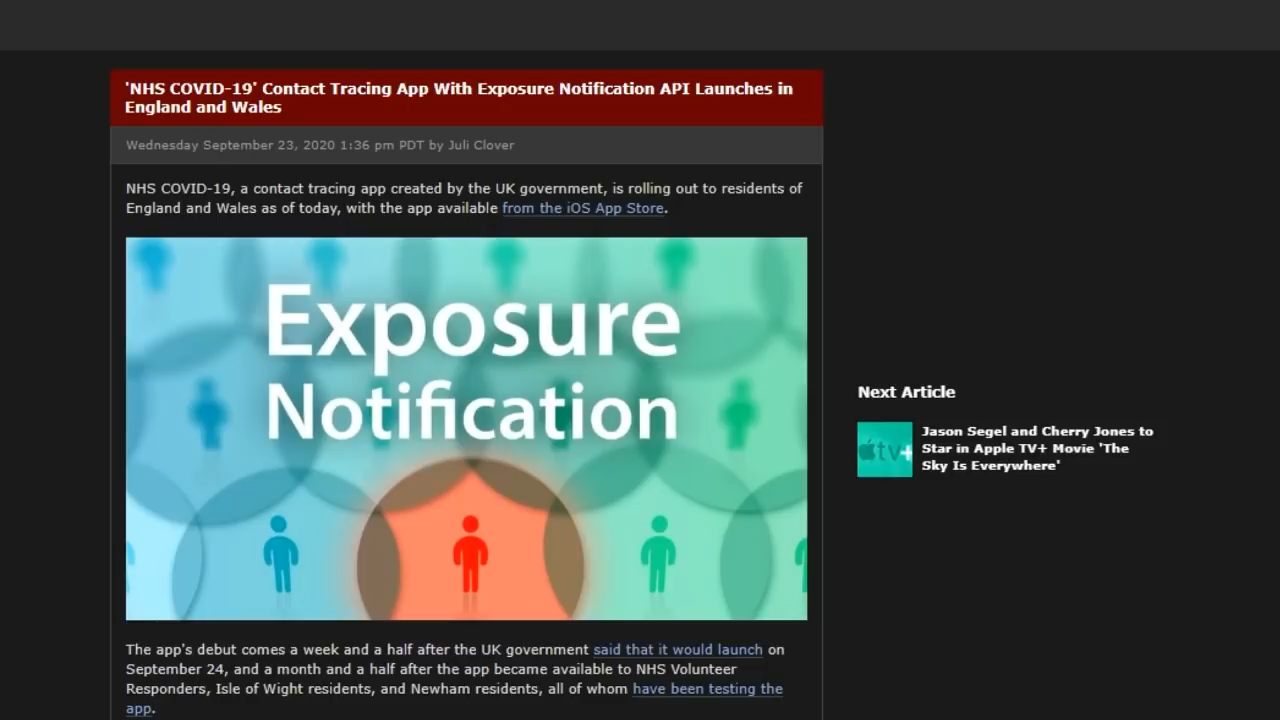 'NHS COVID-19' Contact Tracing App With Exposure Notification API Launches in
England and Wales
Wednesday September 23, 2020 1:36 pm PDT by Juli Clover
NHS COVID-19, a contact tracing app created by the UK government, is rolling out to residents of
England and Wales as of today, with the app available from the iOS App Store.
Exposure
Notification
The app's debut comes a week and a half after the UK government said that it would launch on
September 24, and a month and a half after the app became available to NHS Volunteer
Responders, Isle of Wight residents, and Newham residents, all of whom have been testing the
app.
Next Article
tv+
Jason Segel and Cherry Jones to
Star in Apple TV+ Movie 'The
Sky Is Everywhere'